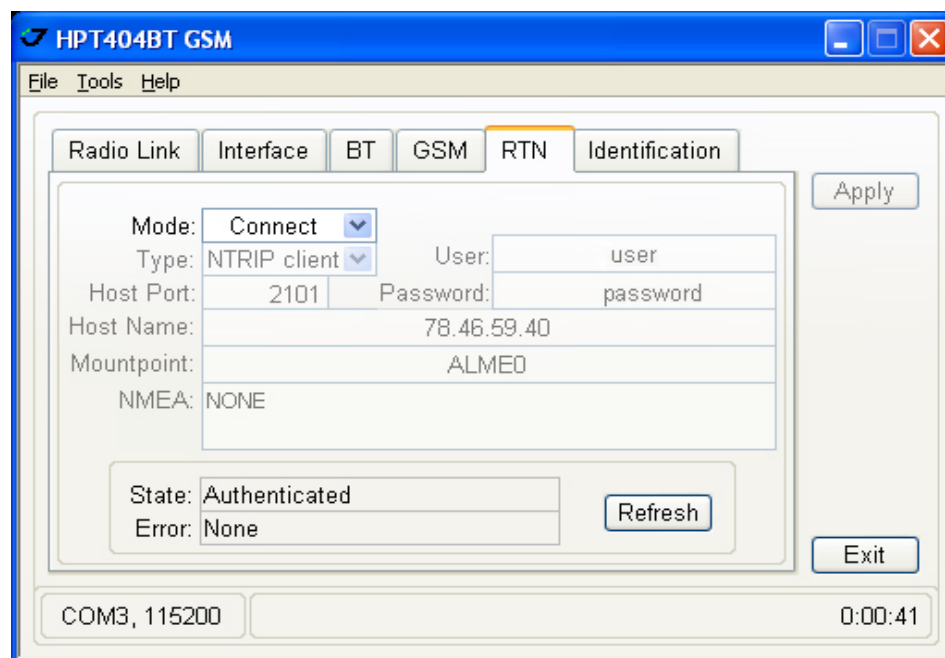 HPT404BT GSM
File Tools Help
Radio Link Interface BT GSM RTN Identification
Apply
Mode: Connect
Type: NTRIP client User: user
Host Port: 2101 Password: password
Host Name: 78.46.59.40
Mountpoint: ALME0
NMEA: NONE
State: Authenticated
Error: None
Refresh
Exit
COM3, 115200 0:00:41